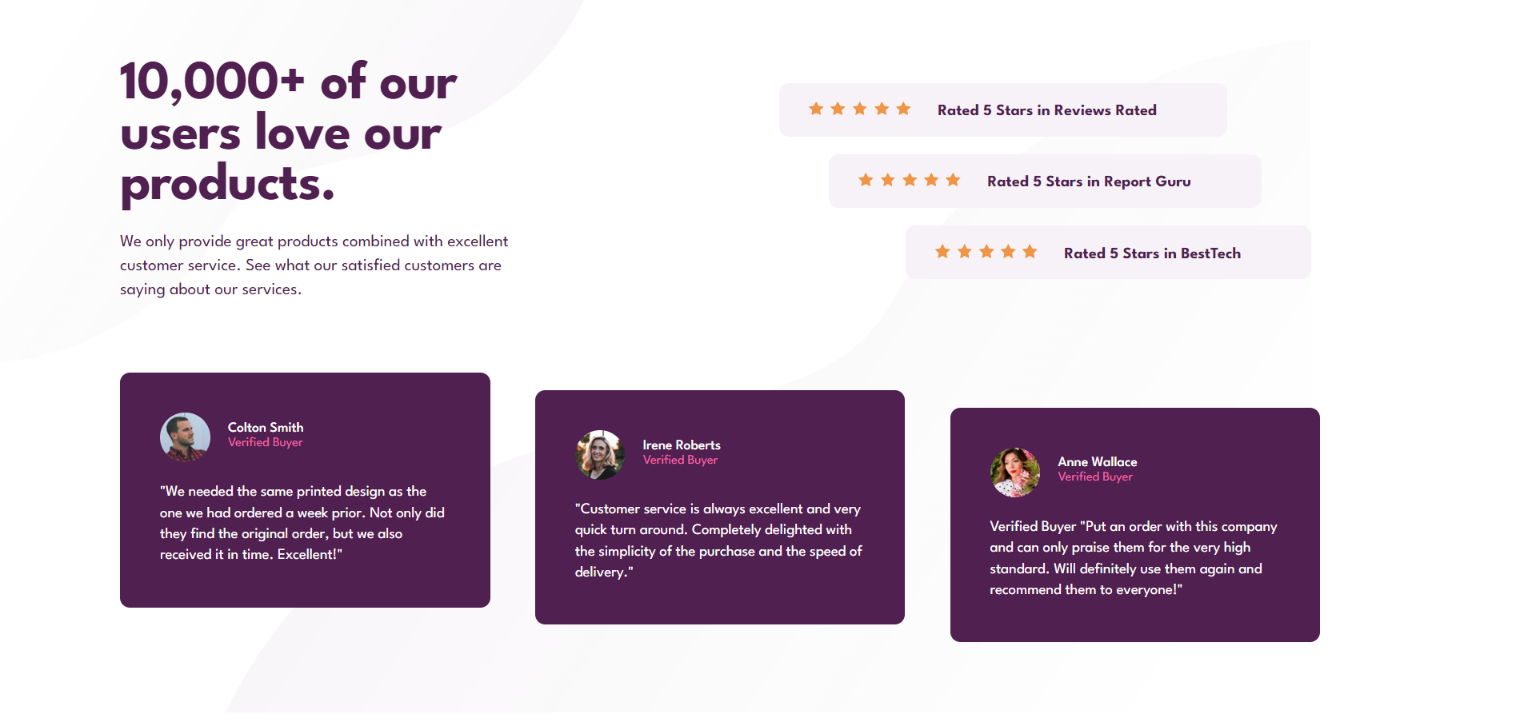 10,000+ of our
users love our
products.
We only provide great products combined with excellent
customer service. See what our satisfied customers are
saying about our services.
Rated 5 Stars in Reviews Rated
Rated 5 Stars in Report Guru
Rated 5 Stars in BestTech
Colton Smith
Verified Buyer
"We needed the same printed design as the
one we had ordered a week prior. Not only did
they find the original order, but we also
received it in time. Excellent!"
Irene Roberts
Verified Buyer
"Customer service is always excellent and very
quick turn around. Completely delighted with
the simplicity of the purchase and the speed of
delivery."
Anne Wallace
Verified Buyer
Verified Buyer "Put an order with this company
and can only praise them for the very high
standard. Will definitely use them again and
recommend them to everyone!"